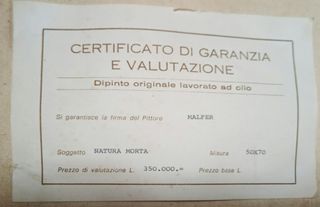 CERTIFICATO DI GARANZIA
E VALUTAZIONE
Dipinto originale lavorato ad olio
Si garantisce la firma del Pittore MALFER
Soggetto NATURA MORTA Misura 50X70
Prezzo di valutazione L. 350.000.= Prezzo base L.